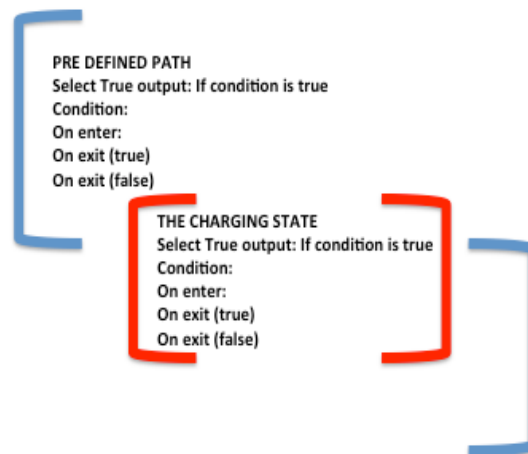 PRE DEFINED PATH
Select True output: If condition is true
Condition:
On enter:
On exit (true)
On exit (false)
THE CHARGING STATE
Select True output: If condition is true
Condition:
On enter:
On exit (true)
On exit (false)